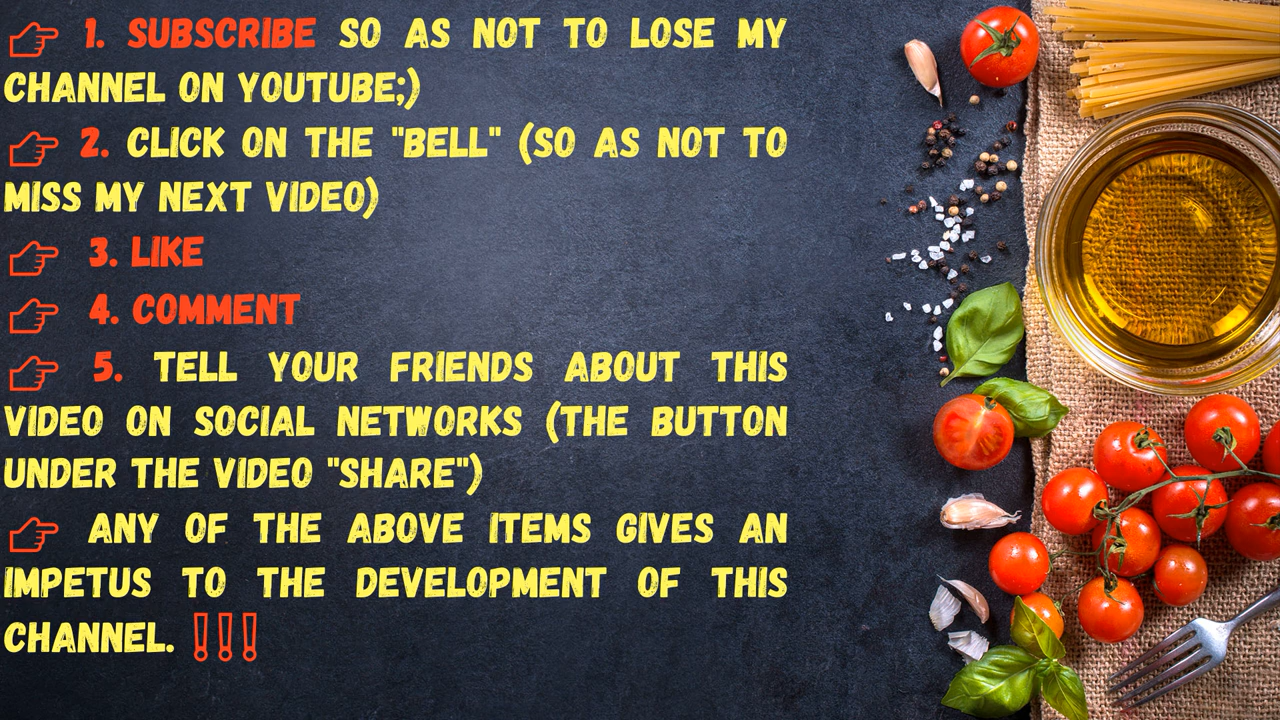 👉 1. SUBSCRIBE SO AS NOT TO LOSE MY
CHANNEL ON YOUTUBE;)
👉 2. CLICK ON THE "BELL" (SO AS NOT TO
MISS MY NEXT VIDEO)
👉 3. LIKE
👉 4. COMMENT
👉 5. TELL YOUR FRIENDS ABOUT THIS
VIDEO ON SOCIAL NETWORKS (THE BUTTON
UNDER THE VIDEO "SHARE")
👉 ANY OF THE ABOVE ITEMS GIVES AN
IMPETUS TO THE DEVELOPMENT OF THIS
CHANNEL. !!!